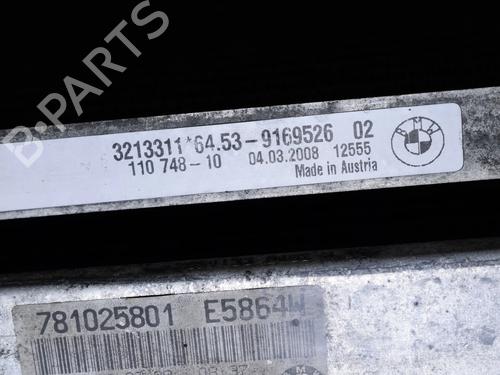 B-PARTS
3213311*64.53-9169526 02
110 748-10 04.03.2008 12555
Made in Austria
BMW
781025801 E5864W